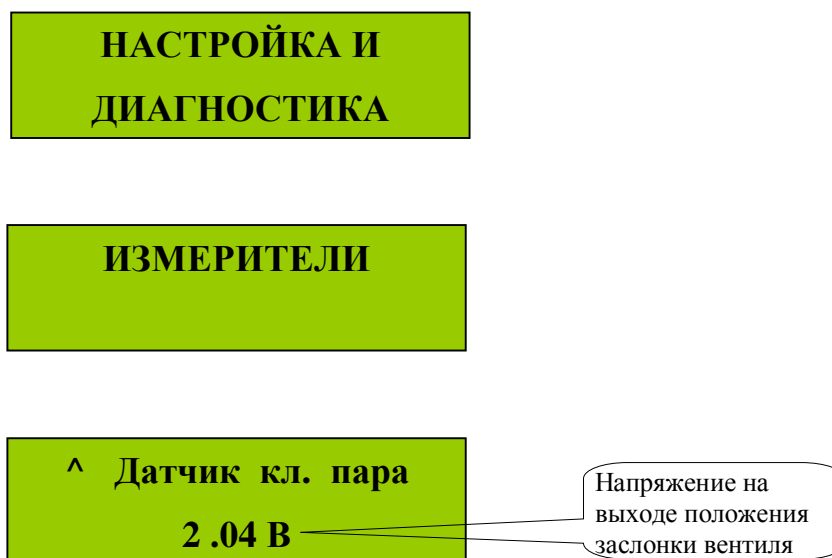 НАСТРОЙКА И
ДИАГНОСТИКА
ИЗМЕРИТЕЛИ
^ Датчик кл. пара
2 .04 В
Напряжение на
выходе положения
заслонки вентиля